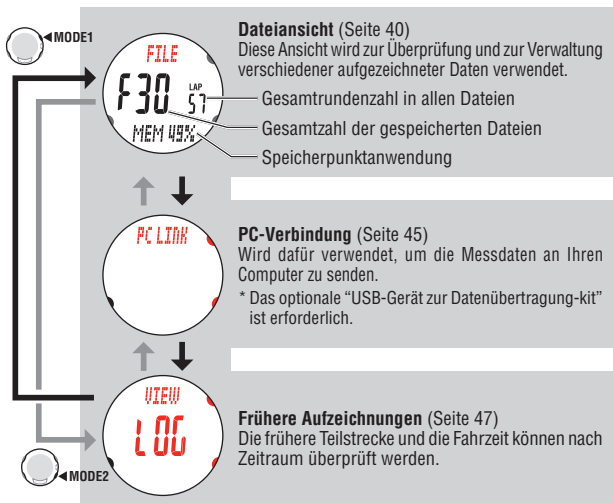 MODE1
FILE
F30
LAP
57
MEM 49%
Dateiansicht (Seite 40)
Diese Ansicht wird zur Überprüfung und zur Verwaltung
verschiedener aufgezeichneter Daten verwendet.
Gesamtrundenzahl in allen Dateien
Gesamtzahl der gespeicherten Dateien
Speicherpunktanwendung
PC LINK
PC-Verbindung (Seite 45)
Wird dafür verwendet, um die Messdaten an Ihren
Computer zu senden.
* Das optionale “USB-Gerät zur Datenübertragung-kit”
ist erforderlich.
VIEW
LOG
Frühere Aufzeichnungen (Seite 47)
Die frühere Teilstrecke und die Fahrzeit können nach
Zeitraum überprüft werden.
MODE2